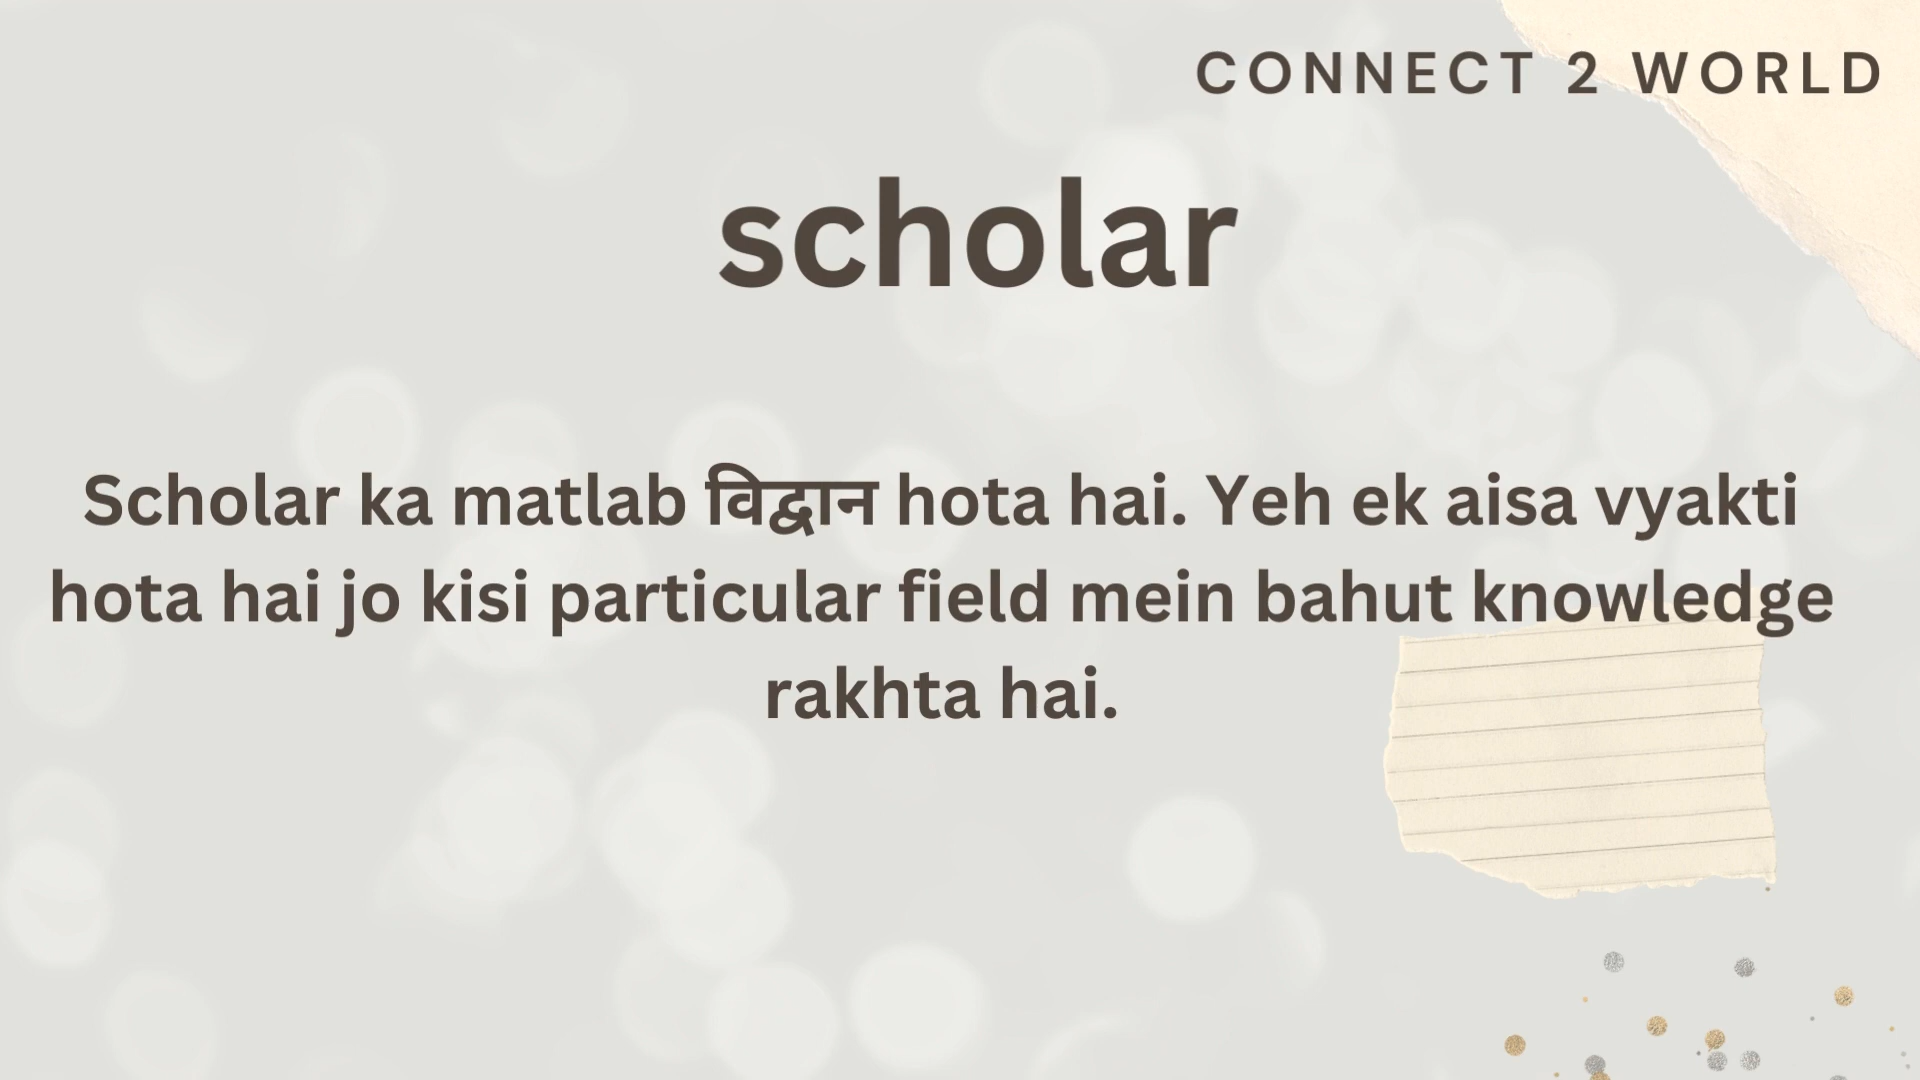 CONNECT 2 WORLD
scholar
Scholar ka matlab विद्वान hota hai. Yeh ek aisa vyakti
hota hai jo kisi particular field mein bahut knowledge
rakhta hai.